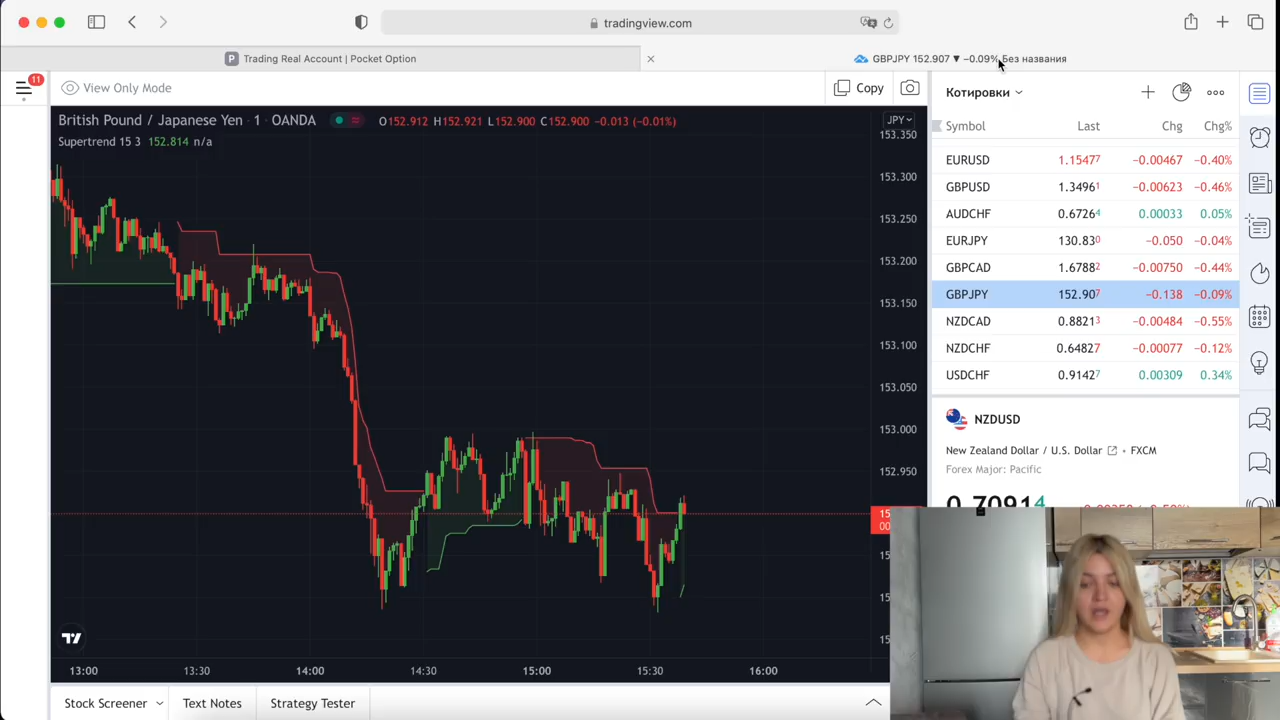 tradingview.com
Trading Real Account | Pocket Option
GBPJPY 152.907 ▼ −0.09% Без названия
11
View Only Mode
Copy
British Pound / Japanese Yen · 1 · OANDA
O152.912 H152.921 L152.900 C152.900 −0.013 (−0.01%)
Supertrend 15 3 152.814 n/a
JPY
153.350
153.300
153.250
153.200
153.150
153.100
153.050
153.000
152.950
13:00 13:30 14:00 14:30 15:00 15:30 16:00
Stock Screener Text Notes Strategy Tester
Котировки
Symbol Last Chg Chg%
EURUSD 1.15477 −0.00467 −0.40%
GBPUSD 1.34961 −0.00623 −0.46%
AUDCHF 0.67264 0.00033 0.05%
EURJPY 130.830 −0.050 −0.04%
GBPCAD 1.67882 −0.00750 −0.44%
GBPJPY 152.907 −0.138 −0.09%
NZDCAD 0.88213 −0.00484 −0.55%
NZDCHF 0.64827 −0.00077 −0.12%
USDCHF 0.91427 0.00309 0.34%
NZDUSD
New Zealand Dollar / U.S. Dollar • FXCM
Forex Major: Pacific
0.70914